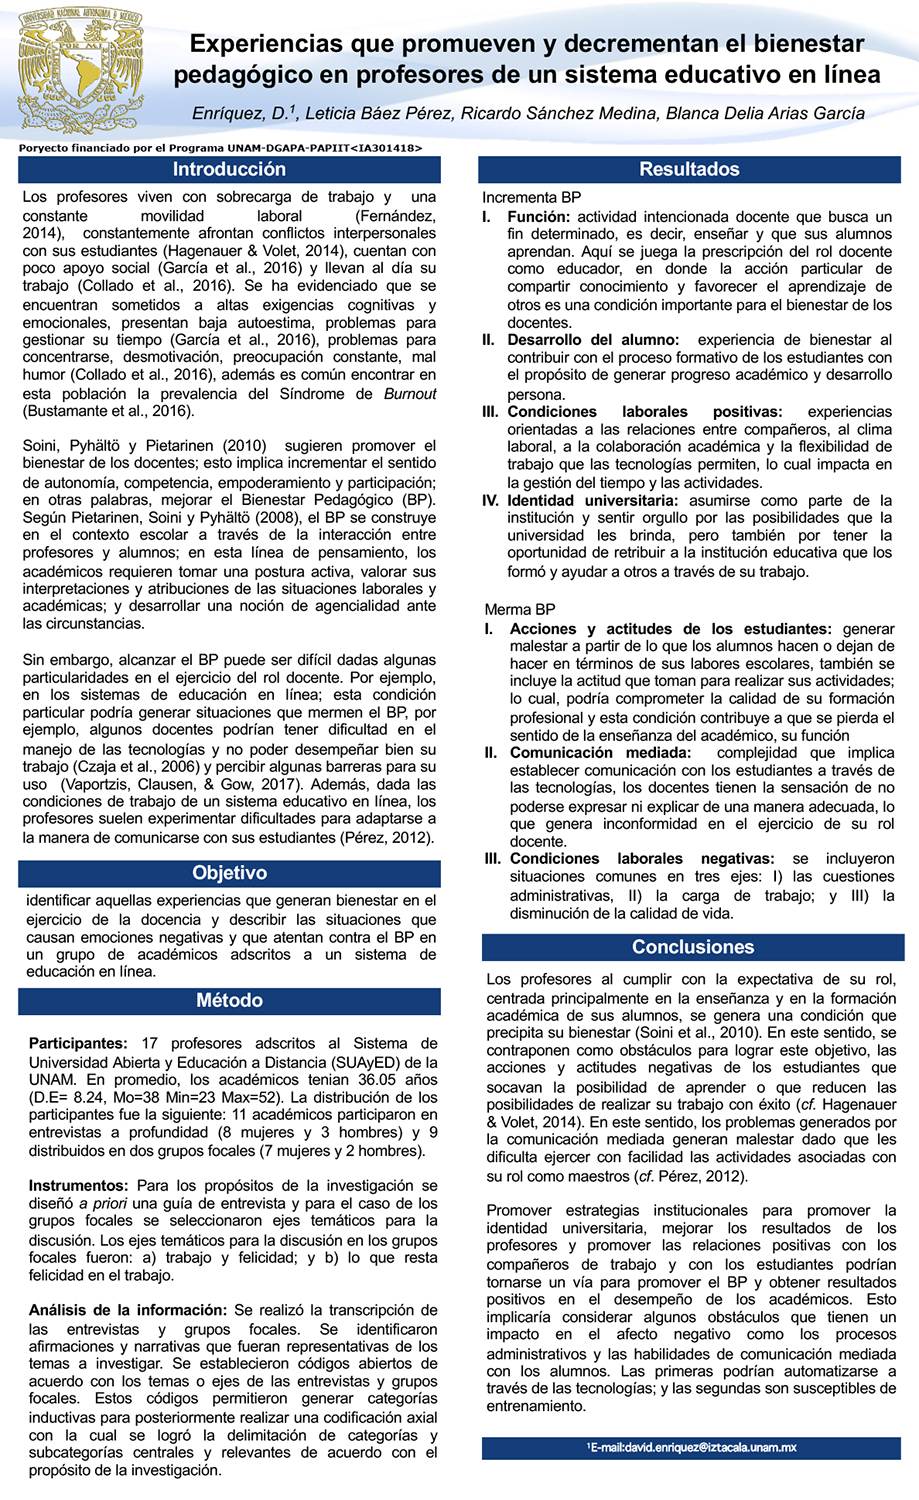 Experiencias que promueven y decrementan el bienestar
pedagógico en profesores de un sistema educativo en línea
Enríquez, D.¹, Leticia Báez Pérez, Ricardo Sánchez Medina, Blanca Delia Arias García
Poryecto financiado por el Programa UNAM-DGAPA-PAPIIT<IA301418>
Introducción
Los profesores viven con sobrecarga de trabajo y una
constante movilidad laboral (Fernández,
2014), constantemente afrontan conflictos interpersonales
con sus estudiantes (Hagenauer & Volet, 2014), cuentan con
poco apoyo social (García et al., 2016) y llevan al día su
trabajo (Collado et al., 2016). Se ha evidenciado que se
encuentran sometidos a altas exigencias cognitivas y
emocionales, presentan baja autoestima, problemas para
gestionar su tiempo (García et al., 2016), problemas para
concentrarse, desmotivación, preocupación constante, mal
humor (Collado et al., 2016), además es común encontrar en
esta población la prevalencia del Síndrome de Burnout
(Bustamante et al., 2016).
Soini, Pyhältö y Pietarinen (2010) sugieren promover el
bienestar de los docentes; esto implica incrementar el sentido
de autonomía, competencia, empoderamiento y participación;
en otras palabras, mejorar el Bienestar Pedagógico (BP).
Según Pietarinen, Soini y Pyhältö (2008), el BP se construye
en el contexto escolar a través de la interacción entre
profesores y alumnos; en esta línea de pensamiento, los
académicos requieren tomar una postura activa, valorar sus
interpretaciones y atribuciones de las situaciones laborales y
académicas; y desarrollar una noción de agencialidad ante
las circunstancias.
Sin embargo, alcanzar el BP puede ser difícil dadas algunas
particularidades en el ejercicio del rol docente. Por ejemplo,
en los sistemas de educación en línea; esta condición
particular podría generar situaciones que mermen el BP, por
ejemplo, algunos docentes podrían tener dificultad en el
manejo de las tecnologías y no poder desempeñar bien su
trabajo (Czaja et al., 2006) y percibir algunas barreras para su
uso (Vaportzis, Clausen, & Gow, 2017). Además, dada las
condiciones de trabajo de un sistema educativo en línea, los
profesores suelen experimentar dificultades para adaptarse a
la manera de comunicarse con sus estudiantes (Pérez, 2012).
Objetivo
identificar aquellas experiencias que generan bienestar en el
ejercicio de la docencia y describir las situaciones que
causan emociones negativas y que atentan contra el BP en
un grupo de académicos adscritos a un sistema de
educación en línea.
Método
Participantes: 17 profesores adscritos al Sistema de
Universidad Abierta y Educación a Distancia (SUAyED) de la
UNAM. En promedio, los académicos tenian 36.05 años
(D.E= 8.24, Mo=38 Min=23 Max=52). La distribución de los
participantes fue la siguiente: 11 académicos participaron en
entrevistas a profundidad (8 mujeres y 3 hombres) y 9
distribuidos en dos grupos focales (7 mujeres y 2 hombres).
Instrumentos: Para los propósitos de la investigación se
diseñó a priori una guía de entrevista y para el caso de los
grupos focales se seleccionaron ejes temáticos para la
discusión. Los ejes temáticos para la discusión en los grupos
focales fueron: a) trabajo y felicidad; y b) lo que resta
felicidad en el trabajo.
Análisis de la información: Se realizó la transcripción de
las entrevistas y grupos focales. Se identificaron
afirmaciones y narrativas que fueran representativas de los
temas a investigar. Se establecieron códigos abiertos de
acuerdo con los temas o ejes de las entrevistas y grupos
focales. Estos códigos permitieron generar categorías
inductivas para posteriormente realizar una codificación axial
con la cual se logró la delimitación de categorías y
subcategorías centrales y relevantes de acuerdo con el
propósito de la investigación.
Resultados
Incrementa BP
I. Función: actividad intencionada docente que busca un
fin determinado, es decir, enseñar y que sus alumnos
aprendan. Aquí se juega la prescripción del rol docente
como educador, en donde la acción particular de
compartir conocimiento y favorecer el aprendizaje de
otros es una condición importante para el bienestar de los
docentes.
II. Desarrollo del alumno: experiencia de bienestar al
contribuir con el proceso formativo de los estudiantes con
el propósito de generar progreso académico y desarrollo
persona.
III. Condiciones laborales positivas: experiencias
orientadas a las relaciones entre compañeros, al clima
laboral, a la colaboración académica y la flexibilidad de
trabajo que las tecnologías permiten, lo cual impacta en
la gestión del tiempo y las actividades.
IV. Identidad universitaria: asumirse como parte de la
institución y sentir orgullo por las posibilidades que la
universidad les brinda, pero también por tener la
oportunidad de retribuir a la institución educativa que los
formó y ayudar a otros a través de su trabajo.
Merma BP
I. Acciones y actitudes de los estudiantes: generar
malestar a partir de lo que los alumnos hacen o dejan de
hacer en términos de sus labores escolares, también se
incluye la actitud que toman para realizar sus actividades;
lo cual, podría comprometer la calidad de su formación
profesional y esta condición contribuye a que se pierda el
sentido de la enseñanza del académico, su función
II. Comunicación mediada: complejidad que implica
establecer comunicación con los estudiantes a través de
las tecnologías, los docentes tienen la sensación de no
poderse expresar ni explicar de una manera adecuada, lo
que genera inconformidad en el ejercicio de su rol
docente.
III. Condiciones laborales negativas: se incluyeron
situaciones comunes en tres ejes: I) las cuestiones
administrativas, II) la carga de trabajo; y III) la
disminución de la calidad de vida.
Conclusiones
Los profesores al cumplir con la expectativa de su rol,
centrada principalmente en la enseñanza y en la formación
académica de sus alumnos, se genera una condición que
precipita su bienestar (Soini et al., 2010). En este sentido, se
contraponen como obstáculos para lograr este objetivo, las
acciones y actitudes negativas de los estudiantes que
socavan la posibilidad de aprender o que reducen las
posibilidades de realizar su trabajo con éxito (cf. Hagenauer
& Volet, 2014). En este sentido, los problemas generados por
la comunicación mediada generan malestar dado que les
dificulta ejercer con facilidad las actividades asociadas con
su rol como maestros (cf. Pérez, 2012).
Promover estrategias institucionales para promover la
identidad universitaria, mejorar los resultados de los
profesores y promover las relaciones positivas con los
compañeros de trabajo y con los estudiantes podrían
tornarse un vía para promover el BP y obtener resultados
positivos en el desempeño de los académicos. Esto
implicaría considerar algunos obstáculos que tienen un
impacto en el afecto negativo como los procesos
administrativos y las habilidades de comunicación mediada
con los alumnos. Las primeras podrían automatizarse a
través de las tecnologías; y las segundas son susceptibles de
entrenamiento.
¹E-mail:david.enriquez@iztacala.unam.mx